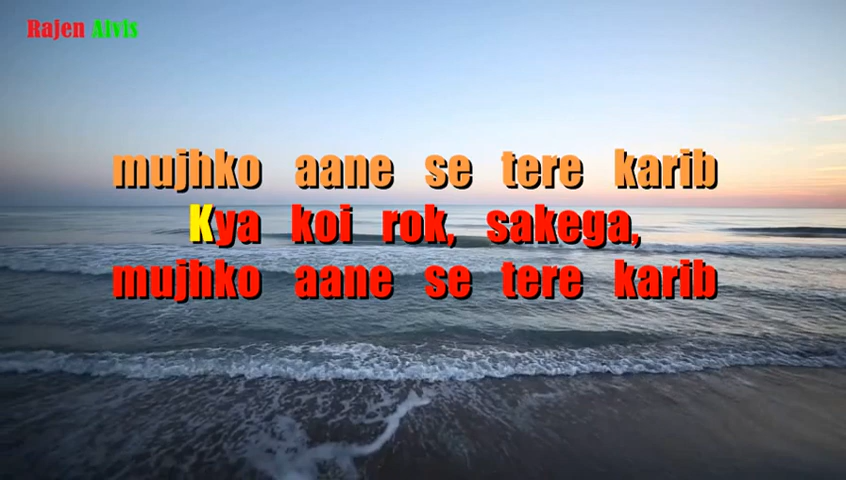 Rajen Alvis
mujhko aane se tere karib
Kya koi rok, sakega,
mujhko aane se tere karib